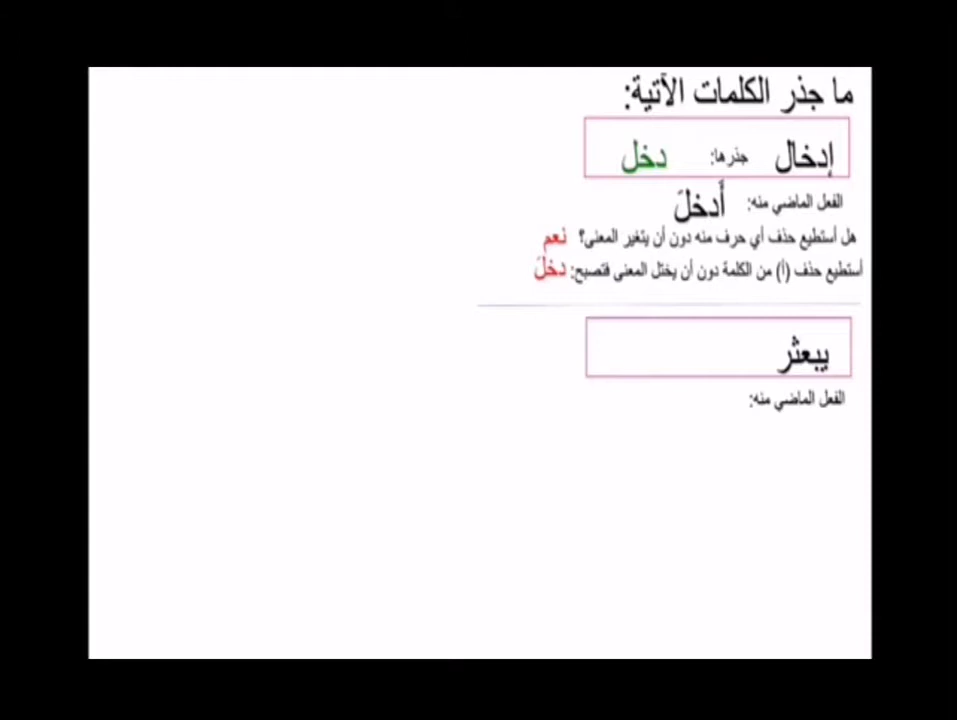 ما جذر الكلمات الآتية:
إدخال جذرها: دخل
الفعل الماضي منه: أَدخلَ
هل أستطيع حذف أي حرف منه دون أن يتغير المعنى؟ نعم
أستطيع حذف (أ) من الكلمة دون أن يختل المعنى فتصبح: دخلَ
يبعثر
الفعل الماضي منه: